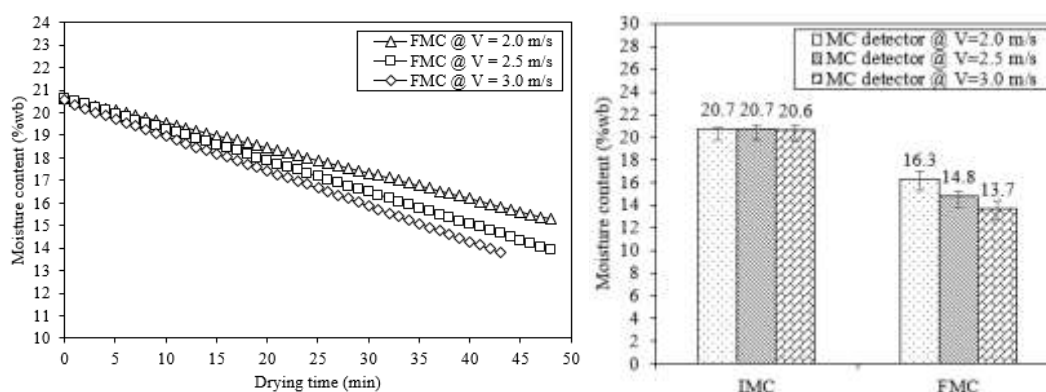 24
23
22
21
20
19
18
17
16
15
14
13
12
11
10
Moisture content (%wb)
FMC @ V = 2.0 m/s
FMC @ V = 2.5 m/s
FMC @ V = 3.0 m/s
0 5 10 15 20 25 30 35 40 45 50
Drying time (min)
30
28
26
24
22
20
18
16
14
12
10
8
6
4
2
0
Moisture content (%wb)
MC detector @ V=2.0 m/s
MC detector @ V=2.5 m/s
MC detector @ V=3.0 m/s
20.7 20.7 20.6
16.3
14.8
13.7
IMC FMC